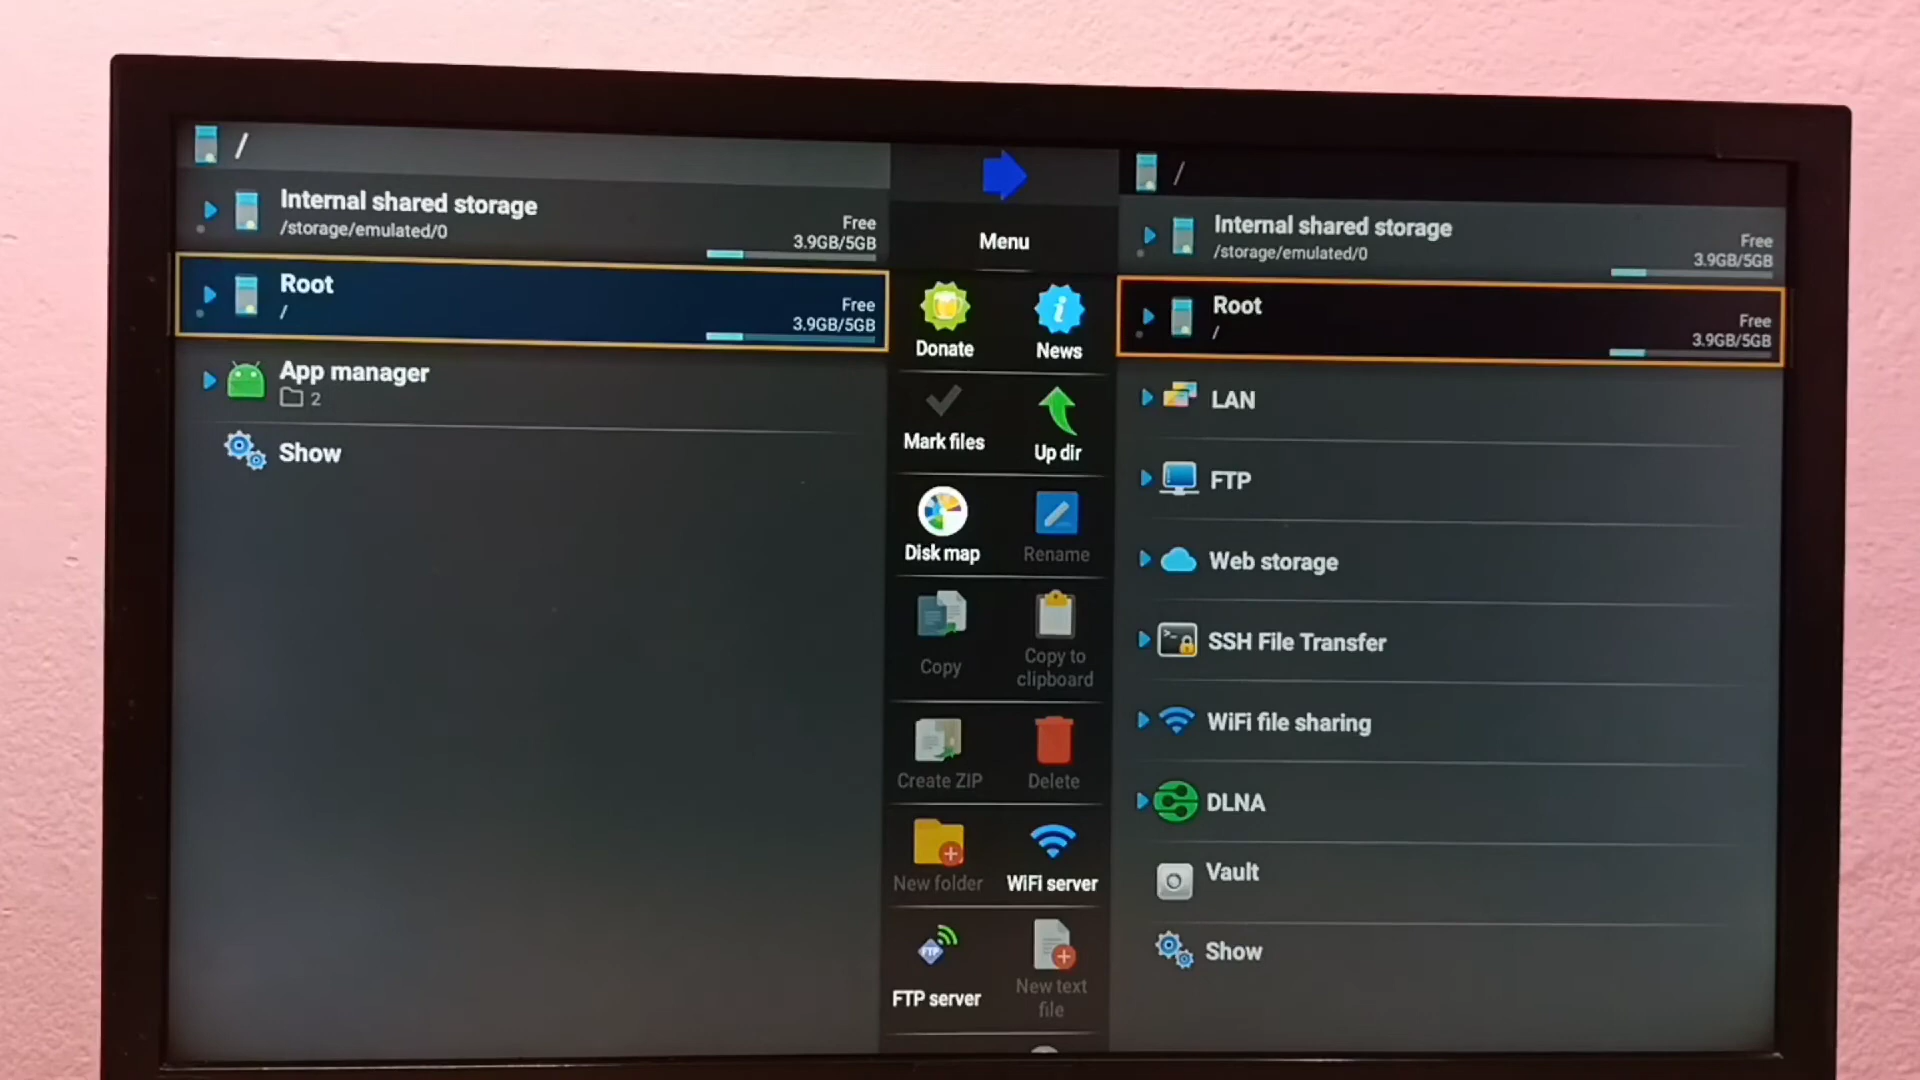 /
Internal shared storage
/storage/emulated/0
Free
3.9GB/5GB
Root
/
Free
3.9GB/5GB
App manager
2
Show
Menu
Donate
News
Mark files
Up dir
Disk map
Rename
Copy
Copy to
clipboard
Create ZIP
Delete
New folder
WiFi server
FTP
FTP server
New text
file
/
Internal shared storage
/storage/emulated/0
Free
3.9GB/5GB
Root
/
Free
3.9GB/5GB
LAN
FTP
Web storage
SSH File Transfer
WiFi file sharing
DLNA
Vault
Show